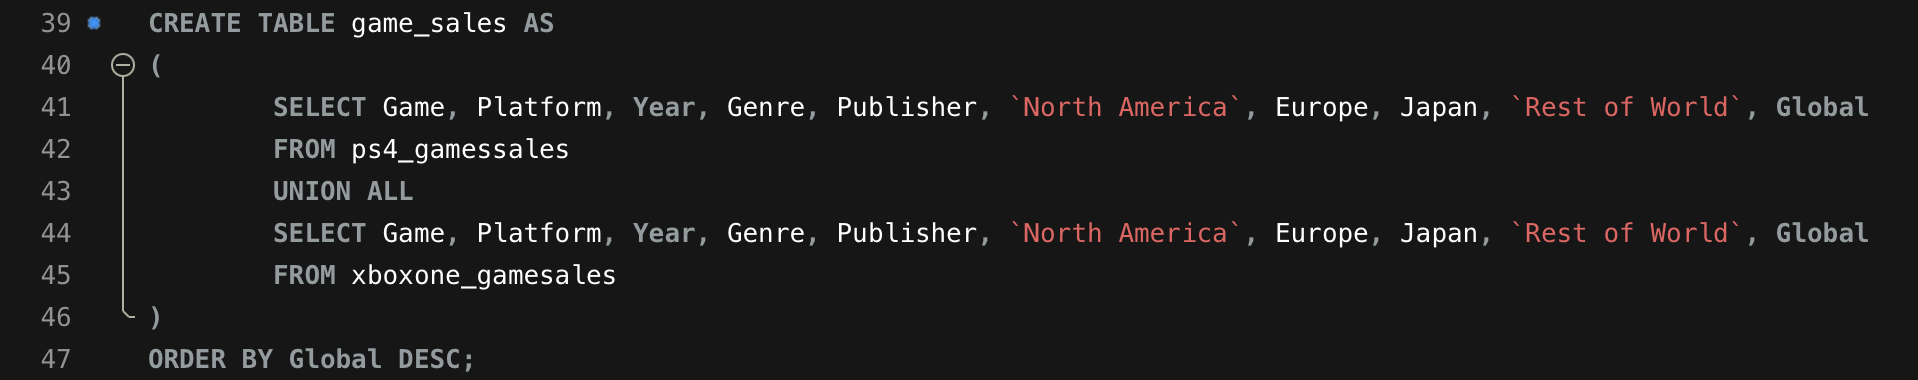 39 CREATE TABLE game_sales AS
40 (
41 SELECT Game, Platform, Year, Genre, Publisher, `North America`, Europe, Japan, `Rest of World`, Global
42 FROM ps4_gamessales
43 UNION ALL
44 SELECT Game, Platform, Year, Genre, Publisher, `North America`, Europe, Japan, `Rest of World`, Global
45 FROM xboxone_gamesales
46 )
47 ORDER BY Global DESC;